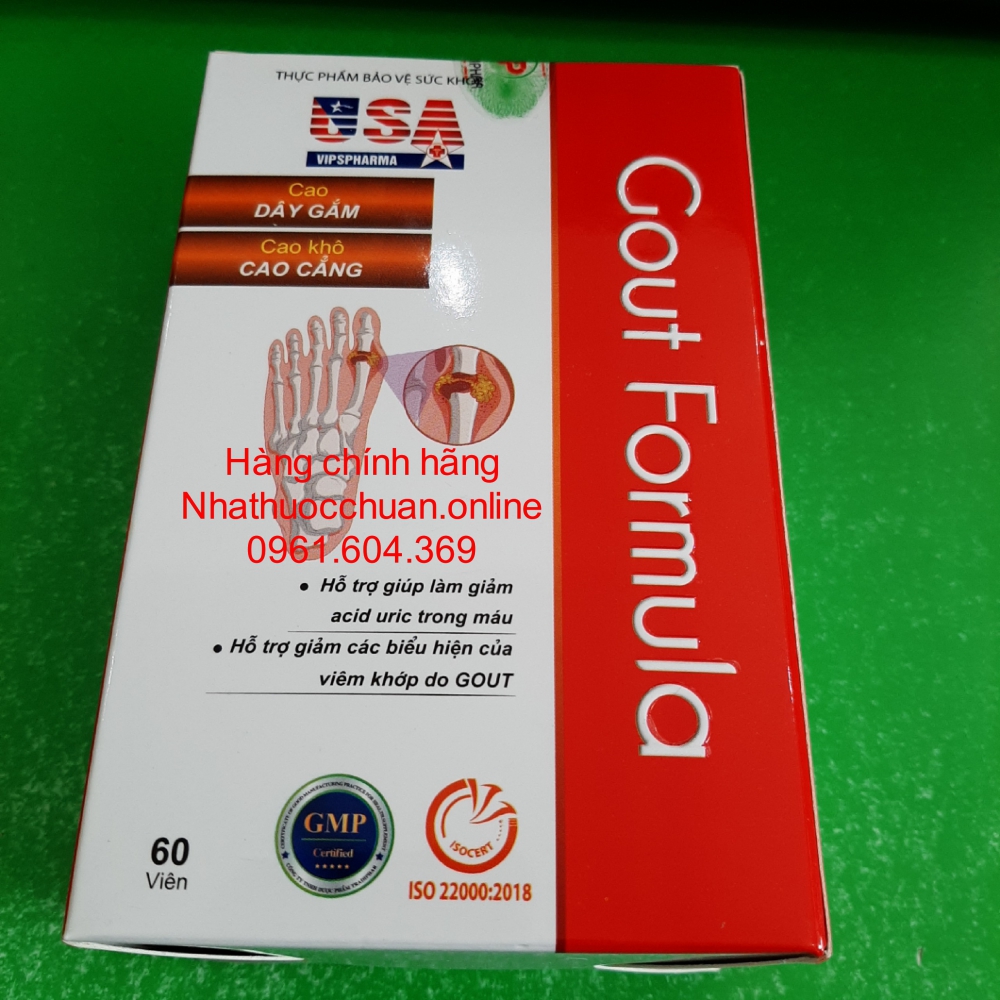 THỰC PHẨM BẢO VỆ SỨC KHỎE
USA
VIPSPHARMA
Cao
DÂY GẮM
Cao khô
CAO CẲNG
Gout Formula
Hàng chính hãng
Nhathuocchuan.online
0961.604.369
• Hỗ trợ giúp làm giảm
acid uric trong máu
• Hỗ trợ giảm các biểu hiện của
viêm khớp do GOUT
60
Viên
GMP
Certified
ISOCERT
ISO 22000:2018